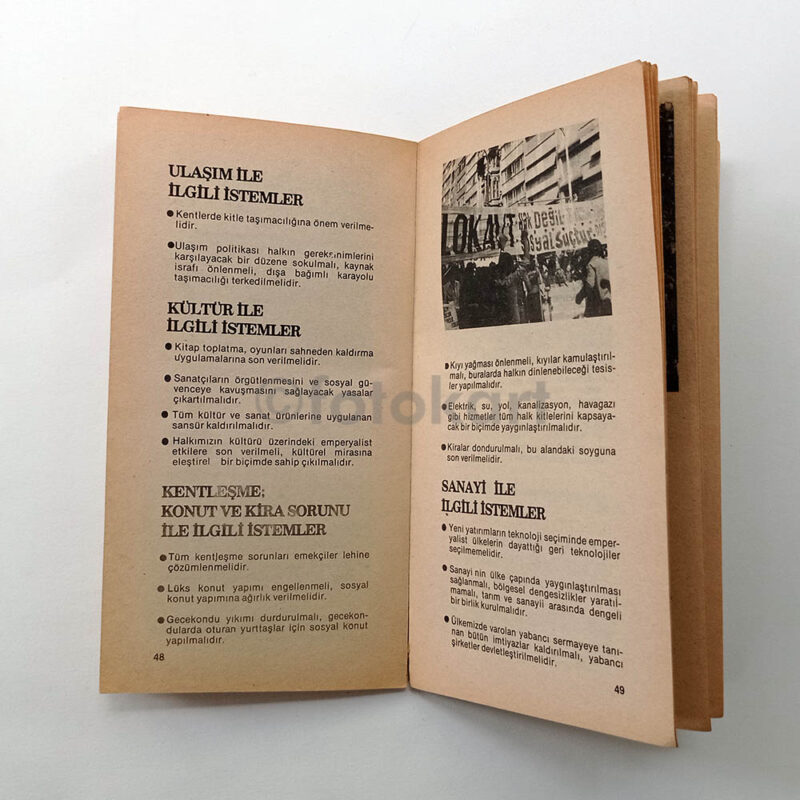 ULAŞIM İLE
İLGİLİ İSTEMLER
● Kentlerde kitle taşımacılığına önem verilme-
lidir.
● Ulaşım politikası halkın gereksinimlerini
karşılayacak bir düzene sokulmalı, kaynak
israfı önlenmeli, dışa bağımlı karayolu
taşımacılığı terkedilmelidir.
KÜLTÜR İLE
İLGİLİ İSTEMLER
● Kitap toplatma, oyunları sahneden kaldırma
uygulamalarına son verilmelidir.
● Sanatçıların örgütlenmesini ve sosyal gü-
venceye kavuşmasını sağlayacak yasalar
çıkartılmalıdır.
● Tüm kültür ve sanat ürünlerine uygulanan
sansür kaldırılmalıdır.
● Halkımızın kültürü üzerindeki emperyalist
etkilere son verilmeli, kültürel mirasına
eleştirel bir biçimde sahip çıkılmalıdır.
KENTLEŞME;
KONUT VE KİRA SORUNU
İLE İLGİLİ İSTEMLER
● Tüm kentleşme sorunları emekçiler lehine
çözümlenmelidir.
● Lüks konut yapımı engellenmeli, sosyal
konut yapımına ağırlık verilmelidir.
● Gecekondu yıkımı durdurulmalı, gecekon-
dularda oturan yurttaşlar için sosyal konut
yapılmalıdır.
48
LOKAVT Hak Değil
Sosyal Suçtur
● Kıyı yağması önlenmeli, kıyılar kamulaştırıl-
malı, buralarda halkın dinlenebileceği tesis-
ler yapılmalıdır.
● Elektrik, su, yol, kanalizasyon, havagazı
gibi hizmetler tüm halk kitlelerini kapsaya-
cak bir biçimde yaygınlaştırılmalıdır.
● Kiralar dondurulmalı, bu alandaki soyguna
son verilmelidir.
SANAYİ İLE
İLGİLİ İSTEMLER
● Yeni yatırımların teknoloji seçiminde emper-
yalist ülkelerin dayattığı geri teknolojiler
seçilmemelidir.
● Sanayi nin ülke çapında yaygınlaştırılması
sağlanmalı, bölgesel dengesizlikler yaratıl-
mamalı, tarım ve sanayii arasında dengeli
bir birlik kurulmalıdır.
● Ülkemizde varolan yabancı sermayeye tanı-
nan bütün imtiyazlar kaldırılmalı, yabancı
şirketler devletleştirilmelidir.
49